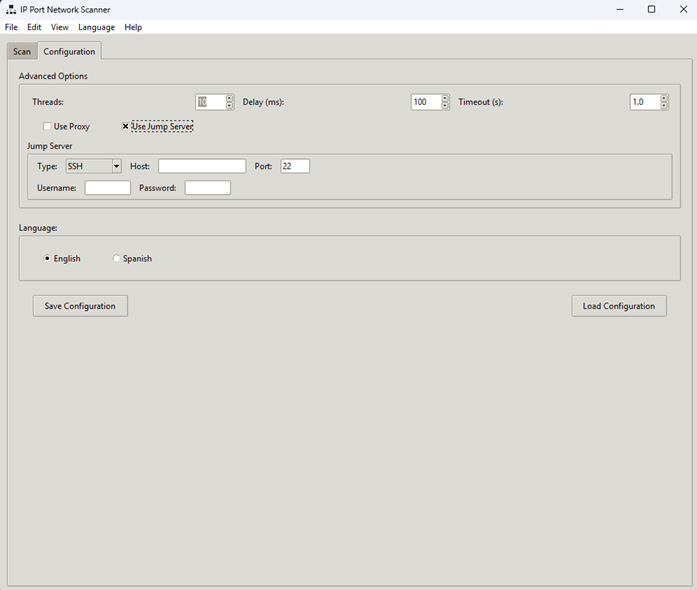 IP Port Network Scanner
File Edit View Language Help
Scan Configuration
Advanced Options
Threads: 10 Delay (ms): 100 Timeout (s): 1.0
Use Proxy Use Jump Server
Jump Server
Type: SSH Host: Port: 22
Username: Password:
Language:
English Spanish
Save Configuration Load Configuration